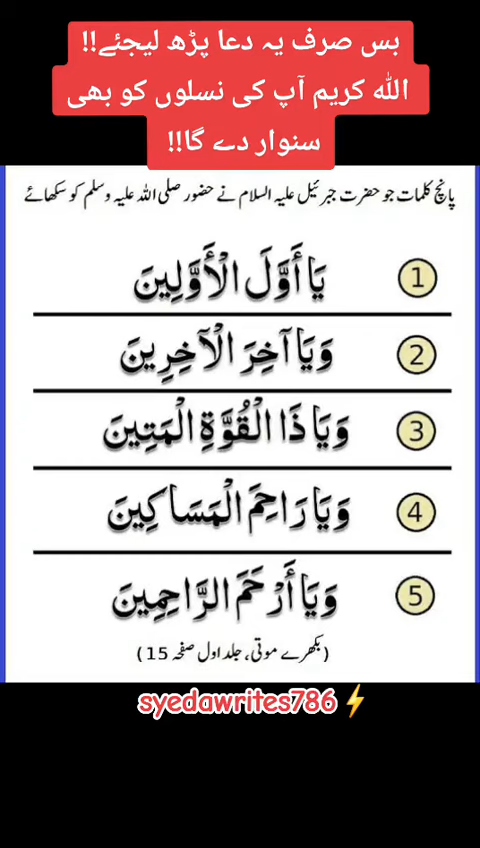 بس صرف یہ دعا پڑھ لیجئے!!
اللہ کریم آپ کی نسلوں کو بھی
سنوار دے گا!!
پانچ کلمات جو حضرت جبرئیل علیہ السلام نے حضور صلی اللہ علیہ وسلم کو سکھائے
1 يَا أَوَّلَ الْأَوَّلِينَ
2 وَيَا آخِرَ الْآخِرِينَ
3 وَيَا ذَا الْقُوَّةِ الْمَتِينَ
4 وَيَا رَاحِمَ الْمَسَاكِينَ
5 وَيَا أَرْحَمَ الرَّاحِمِينَ
(بکھرے موتی، جلد اول صفحہ 15)
syedawrites786⚡